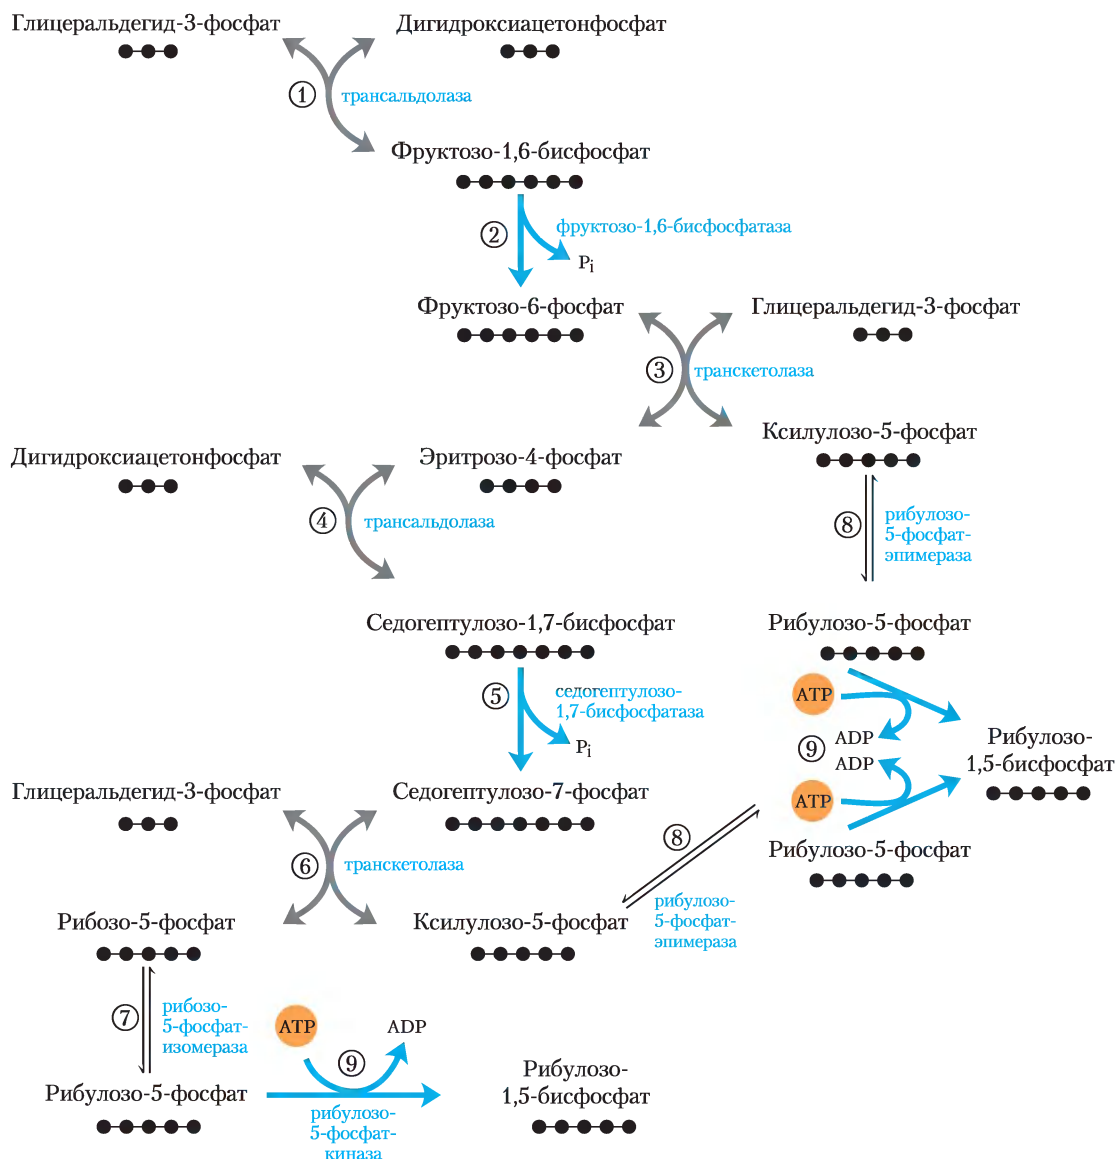 Глицеральдегид-3-фосфат
Дигидроксиацетонфосфат
1
трансальдолаза
Фруктозо-1,6-бисфосфат
2
фруктозо-1,6-бисфосфатаза
Pi
Фруктозо-6-фосфат
Глицеральдегид-3-фосфат
3
транскетолаза
Ксилулозо-5-фосфат
Дигидроксиацетонфосфат
Эритрозо-4-фосфат
4
трансальдолаза
8
рибулозо-
5-фосфат-
эпимераза
Седогептулозо-1,7-бисфосфат
Рибулозо-5-фосфат
5
седогептулозо-
1,7-бисфосфатаза
Pi
ATP
9
ADP
ADP
ATP
Рибулозо-
1,5-бисфосфат
Глицеральдегид-3-фосфат
Седогептулозо-7-фосфат
Рибулозо-5-фосфат
6
транскетолаза
8
рибулозо-
5-фосфат-
эпимераза
Рибозо-5-фосфат
Ксилулозо-5-фосфат
7
рибозо-
5-фосфат-
изомераза
ATP
ADP
9
Рибулозо-5-фосфат
рибулозо-
5-фосфат-
киназа
Рибулозо-
1,5-бисфосфат